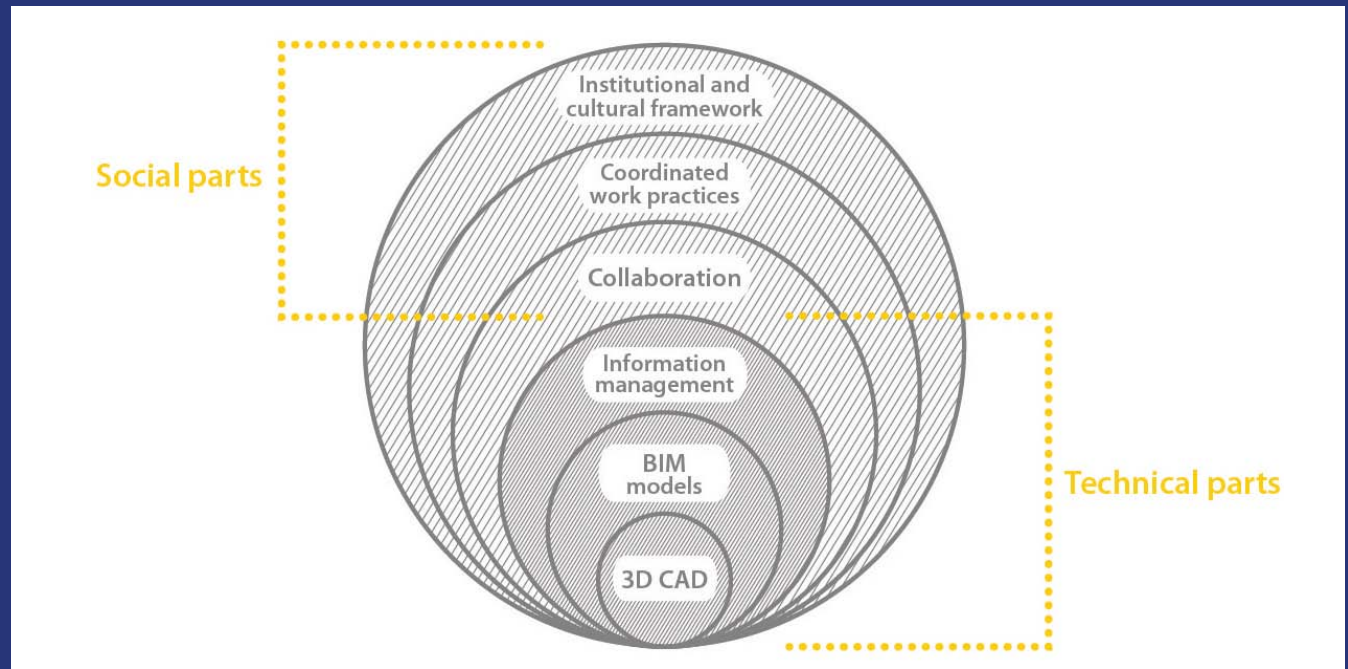 Institutional and
cultural framework
Social parts
Coordinated
work practices
Collaboration
Information
management
BIM
models
Technical parts
3D CAD